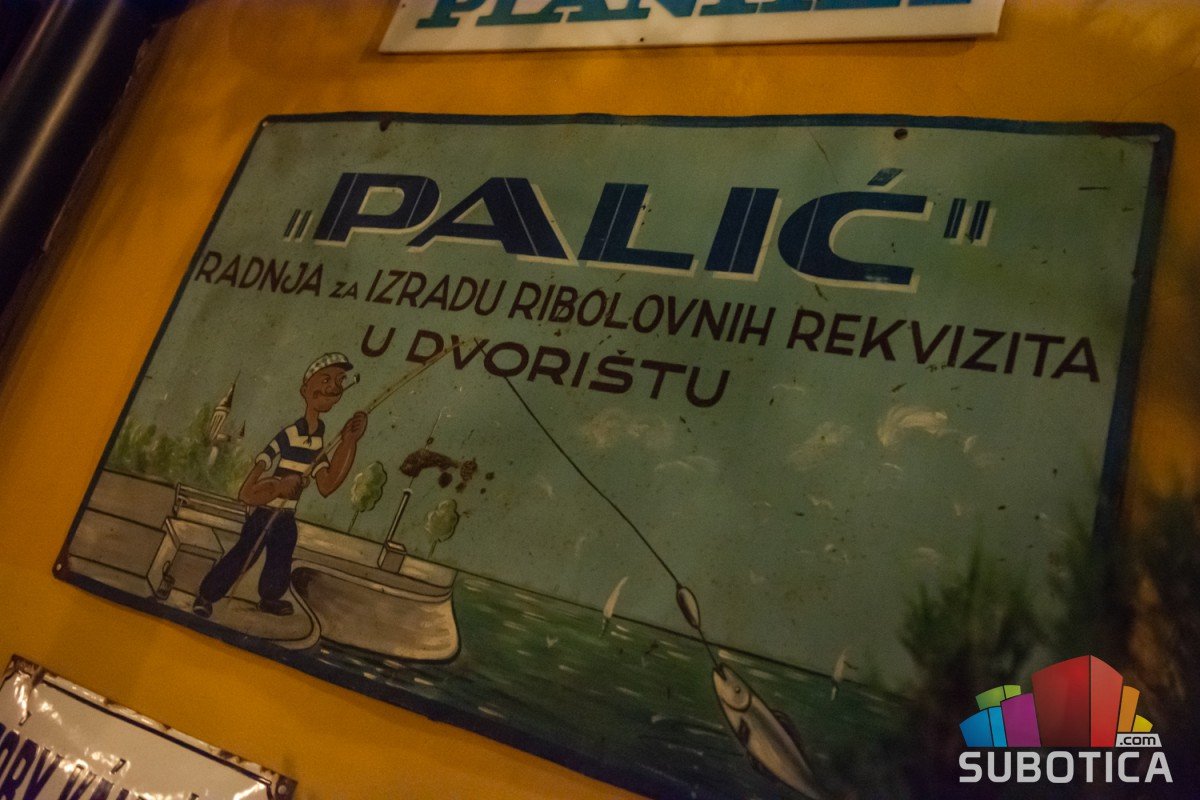 „PALIĆ"
RADNJA ZA IZRADU RIBOLOVNIH REKVIZITA
U DVORIŠTU
.com
SUBOTICA